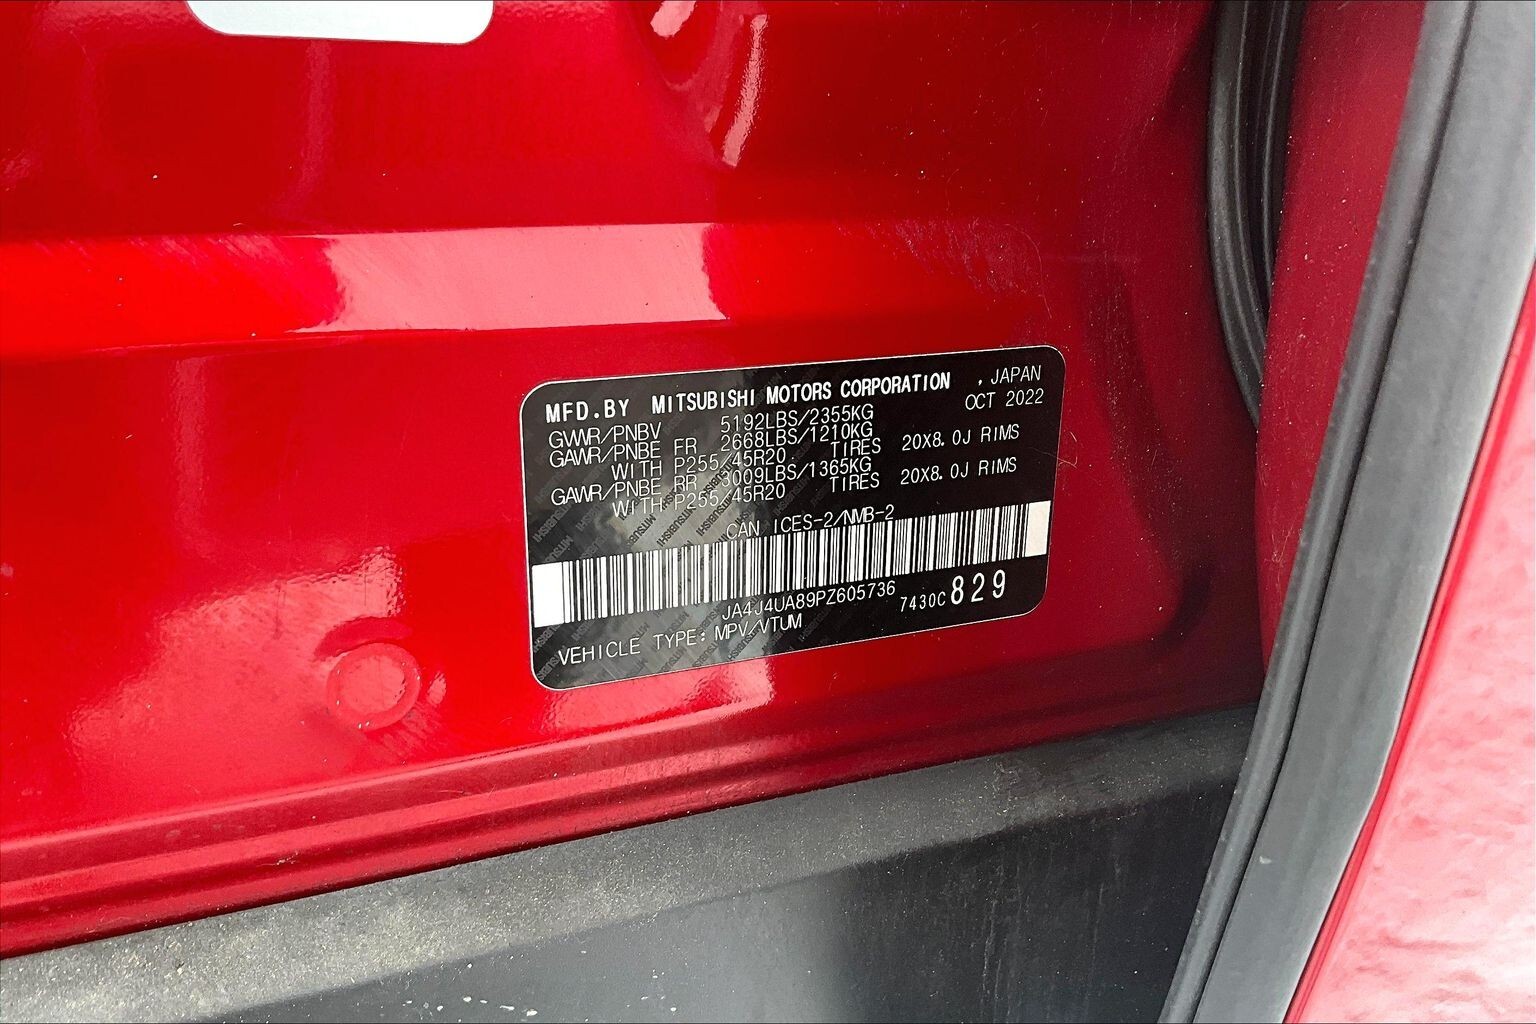 MFD.BY MITSUBISHI MOTORS CORPORATION , JAPAN
GVWR/PNBV 5192LBS/2355KG OCT 2022
GAWR/PNBE FR 2668LBS/1210KG
WITH P255/45R20 TIRES 20X8.0J RIMS
GAWR/PNBE RR 3009LBS/1365KG
WITH P255/45R20 TIRES 20X8.0J RIMS
CAN ICES-2/NMB-2
JA4J4UA89PZ605736 7430C 829
VEHICLE TYPE: MPV/VTUM